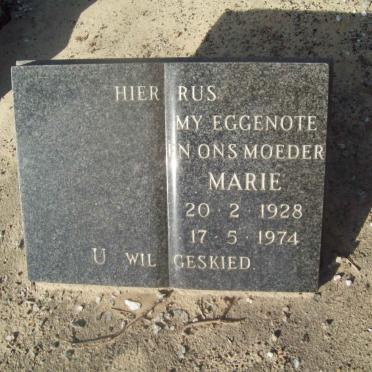 HIER RUS
MY EGGENOTE
EN ONS MOEDER
MARIE
20 · 2 · 1928
17 · 5 · 1974
U WIL GESKIED.